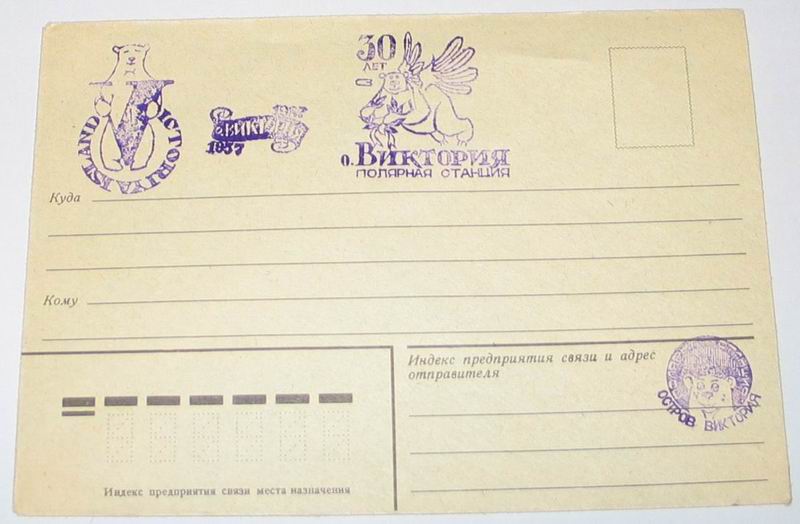 VICTORIYA ISLAND
о. ВИКТОРИЯ
1957
30
ЛЕТ
о. ВИКТОРИЯ
ПОЛЯРНАЯ СТАНЦИЯ
Куда
Кому
Индекс предприятия связи и адрес
отправителя
ОСТРОВ ВИКТОРИЯ
Индекс предприятия связи места назначения